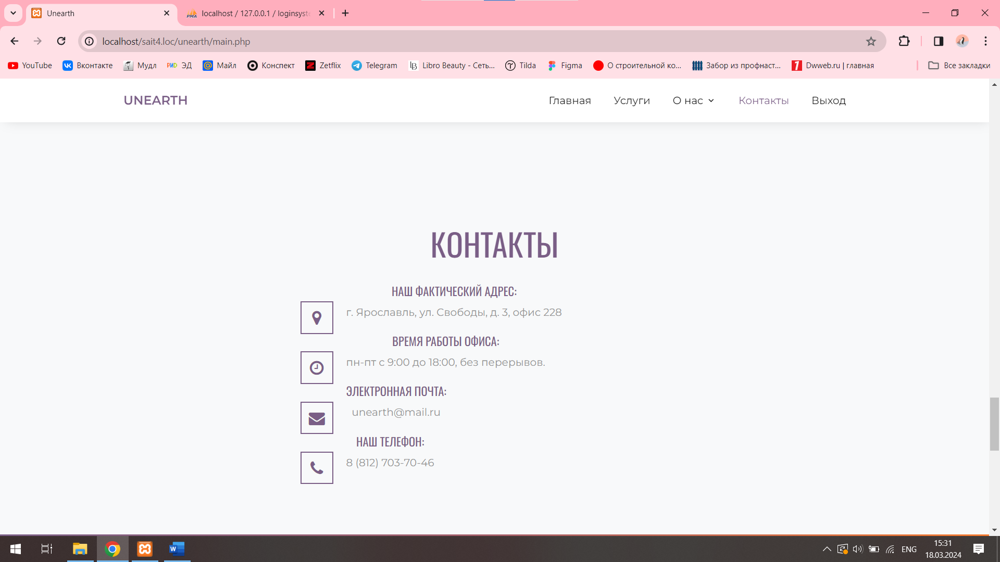 Unearth
localhost / 127.0.0.1 / loginsyste
localhost/sait4.loc/unearth/main.php
YouTube Вконтакте Мудл ЭД Майл Конспект Zetflix Telegram Libro Beauty - Сеть... Tilda Figma О строительной ко... Забор из профнаст... Dwweb.ru | главная Все закладки
UNEARTH Главная Услуги О нас Контакты Выход
КОНТАКТЫ
НАШ ФАКТИЧЕСКИЙ АДРЕС:
г. Ярославль, ул. Свободы, д. 3, офис 228
ВРЕМЯ РАБОТЫ ОФИСА:
пн-пт с 9:00 до 18:00, без перерывов.
ЭЛЕКТРОННАЯ ПОЧТА:
unearth@mail.ru
НАШ ТЕЛЕФОН:
8 (812) 703-70-46
ENG
15:31
18.03.2024